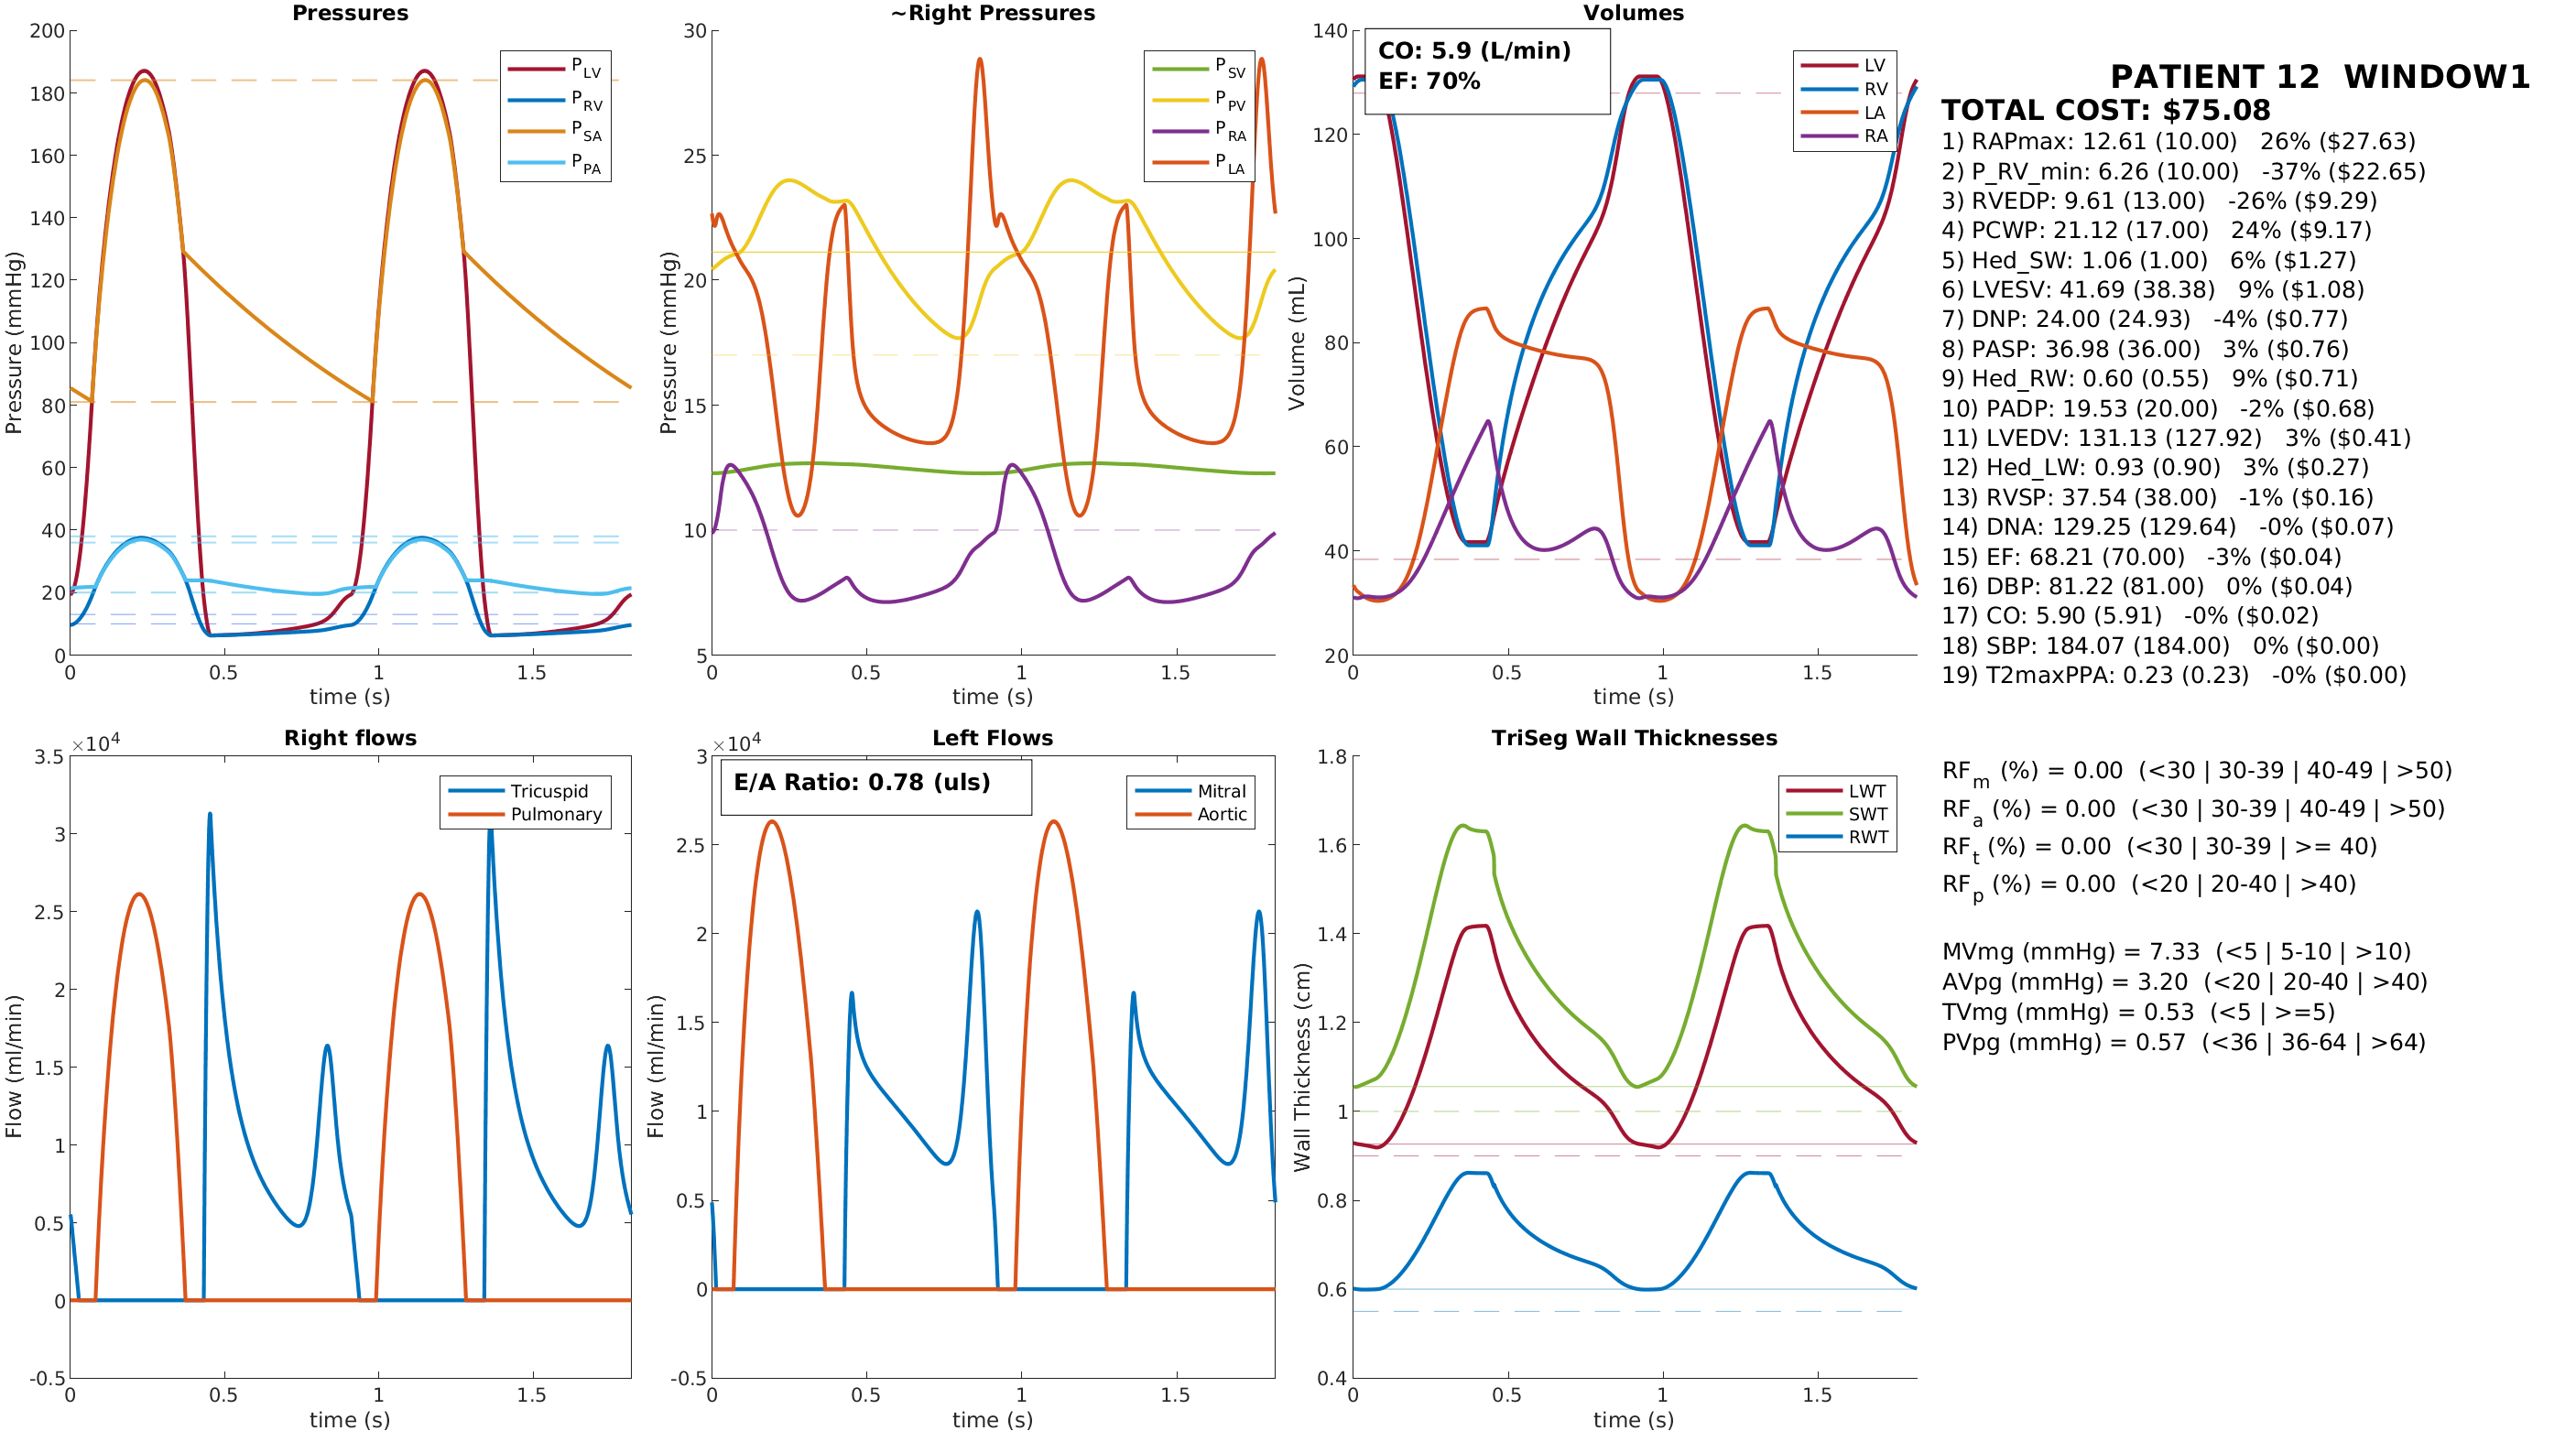 Pressures
200
180
160
140
120
100
80
60
40
20
0
0 0.5 1 1.5
Pressure (mmHg)
time (s)
P LV
P RV
P SA
P PA
~Right Pressures
30
25
20
15
10
5
0 0.5 1 1.5
Pressure (mmHg)
time (s)
P SV
P PV
P RA
P LA
Volumes
140
120
100
80
60
40
20
0 0.5 1 1.5
Volume (mL)
time (s)
CO: 5.9 (L/min)
EF: 70%
LV
RV
LA
RA
PATIENT 12 WINDOW1
TOTAL COST: $75.08
1) RAPmax: 12.61 (10.00) 26% ($27.63)
2) P_RV_min: 6.26 (10.00) -37% ($22.65)
3) RVEDP: 9.61 (13.00) -26% ($9.29)
4) PCWP: 21.12 (17.00) 24% ($9.17)
5) Hed_SW: 1.06 (1.00) 6% ($1.27)
6) LVESV: 41.69 (38.38) 9% ($1.08)
7) DNP: 24.00 (24.93) -4% ($0.77)
8) PASP: 36.98 (36.00) 3% ($0.76)
9) Hed_RW: 0.60 (0.55) 9% ($0.71)
10) PADP: 19.53 (20.00) -2% ($0.68)
11) LVEDV: 131.13 (127.92) 3% ($0.41)
12) Hed_LW: 0.93 (0.90) 3% ($0.27)
13) RVSP: 37.54 (38.00) -1% ($0.16)
14) DNA: 129.25 (129.64) -0% ($0.07)
15) EF: 68.21 (70.00) -3% ($0.04)
16) DBP: 81.22 (81.00) 0% ($0.04)
17) CO: 5.90 (5.91) -0% ($0.02)
18) SBP: 184.07 (184.00) 0% ($0.00)
19) T2maxPPA: 0.23 (0.23) -0% ($0.00)
Right flows
×10⁴
3.5
3
2.5
2
1.5
1
0.5
0
-0.5
0 0.5 1 1.5
Flow (ml/min)
time (s)
Tricuspid
Pulmonary
Left Flows
×10⁴
3
2.5
2
1.5
1
0.5
0
-0.5
0 0.5 1 1.5
Flow (ml/min)
time (s)
E/A Ratio: 0.78 (uls)
Mitral
Aortic
TriSeg Wall Thicknesses
1.8
1.6
1.4
1.2
1
0.8
0.6
0.4
0 0.5 1 1.5
Wall Thickness (cm)
time (s)
LWT
SWT
RWT
RF m (%) = 0.00 (<30 | 30-39 | 40-49 | >50)
RF a (%) = 0.00 (<30 | 30-39 | 40-49 | >50)
RF t (%) = 0.00 (<30 | 30-39 | >= 40)
RF p (%) = 0.00 (<20 | 20-40 | >40)
MVmg (mmHg) = 7.33 (<5 | 5-10 | >10)
AVpg (mmHg) = 3.20 (<20 | 20-40 | >40)
TVmg (mmHg) = 0.53 (<5 | >=5)
PVpg (mmHg) = 0.57 (<36 | 36-64 | >64)